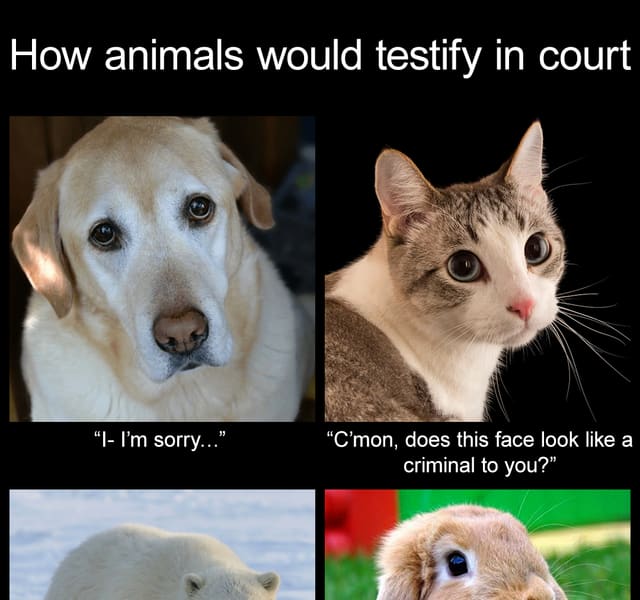 How animals would testify in court
“I- I’m sorry…”
“C’mon, does this face look like a
criminal to you?”